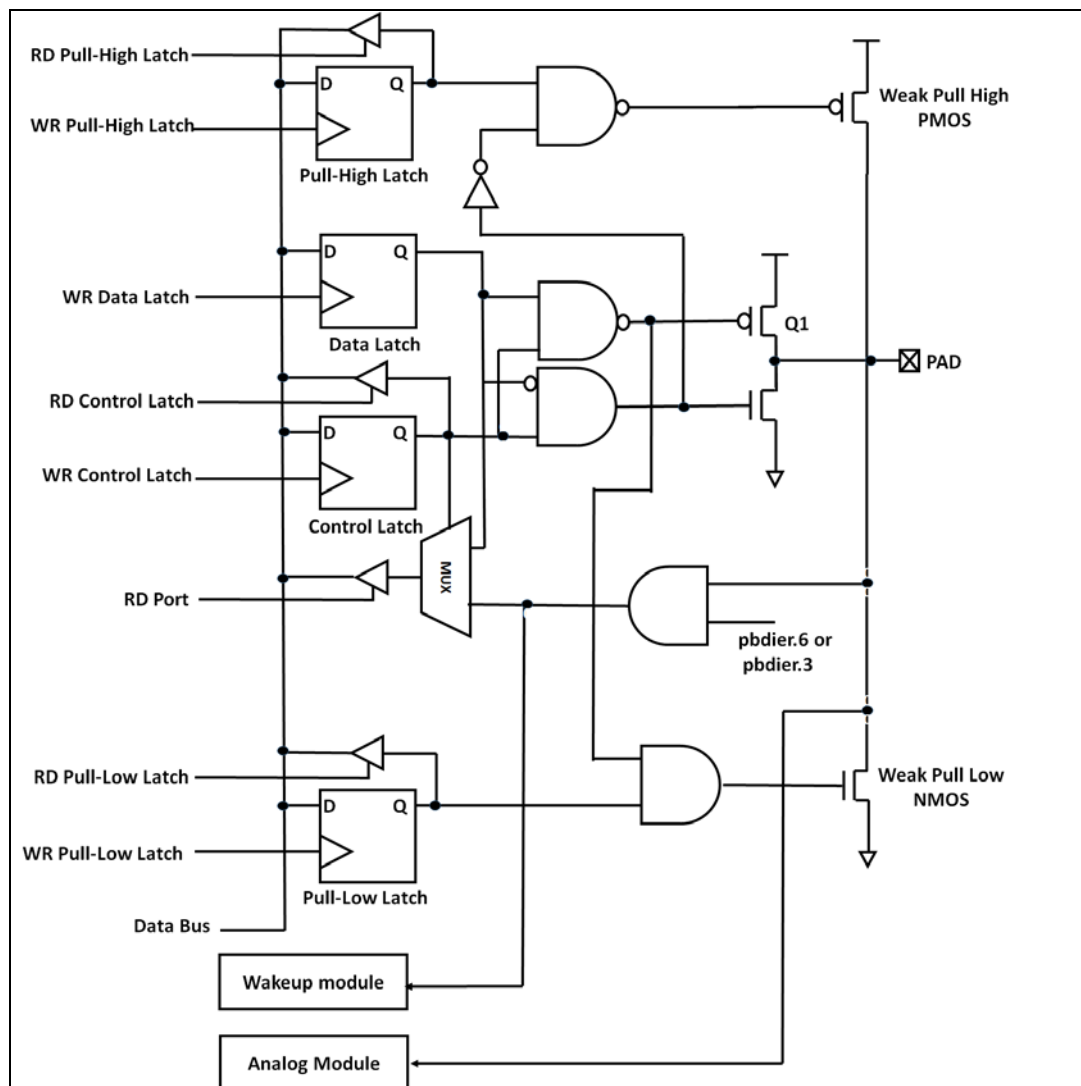 RD Pull-High Latch
D Q
WR Pull-High Latch
Pull-High Latch
Weak Pull High
PMOS
D Q
WR Data Latch
Data Latch
Q1
PAD
RD Control Latch
D Q
WR Control Latch
Control Latch
MUX
RD Port
pbdier.6 or
pbdier.3
RD Pull-Low Latch
D Q
WR Pull-Low Latch
Pull-Low Latch
Weak Pull Low
NMOS
Data Bus
Wakeup module
Analog Module